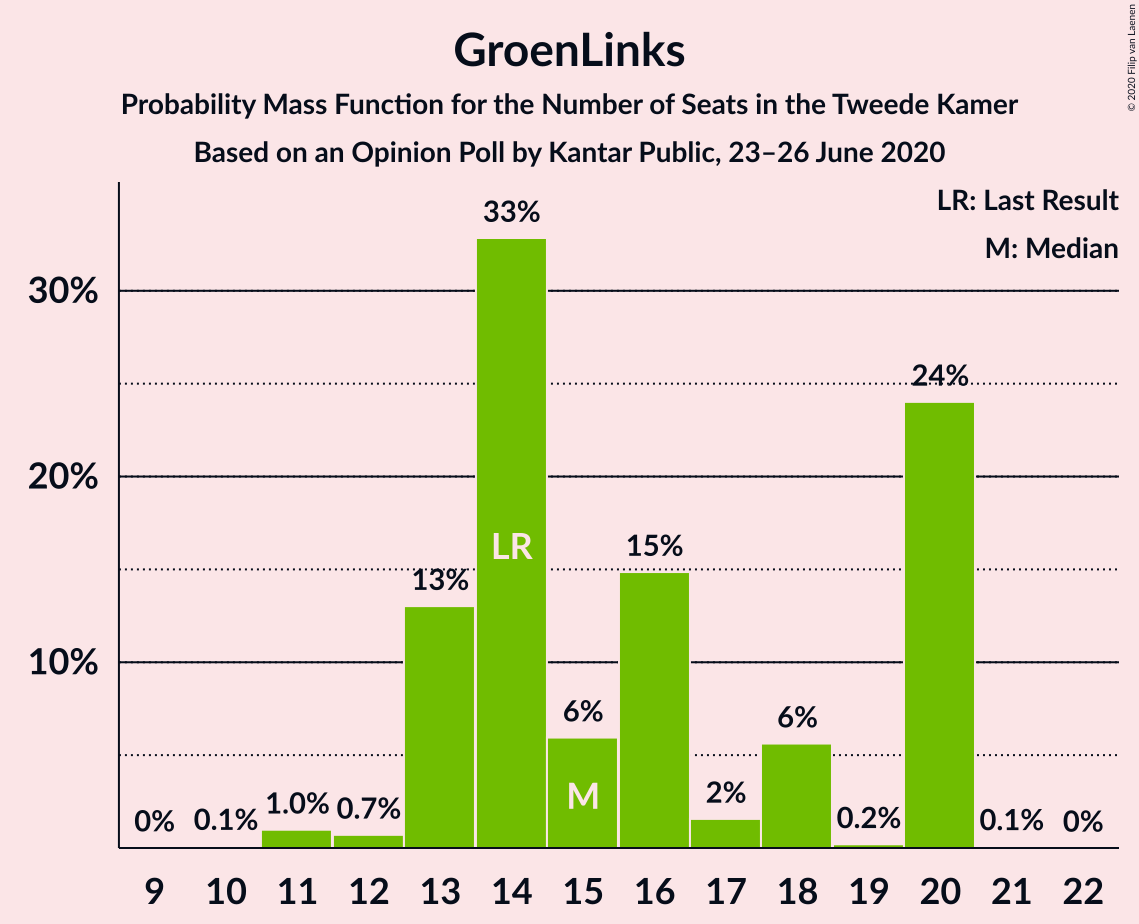 GroenLinks
Probability Mass Function for the Number of Seats in the Tweede Kamer
Based on an Opinion Poll by Kantar Public, 23–26 June 2020
© 2020 Filip van Laenen
LR: Last Result
M: Median
30%
20%
10%
0%
0.1%
1.0%
0.7%
13%
33%
LR
6%
M
15%
2%
6%
0.2%
24%
0.1%
0%
9 10 11 12 13 14 15 16 17 18 19 20 21 22